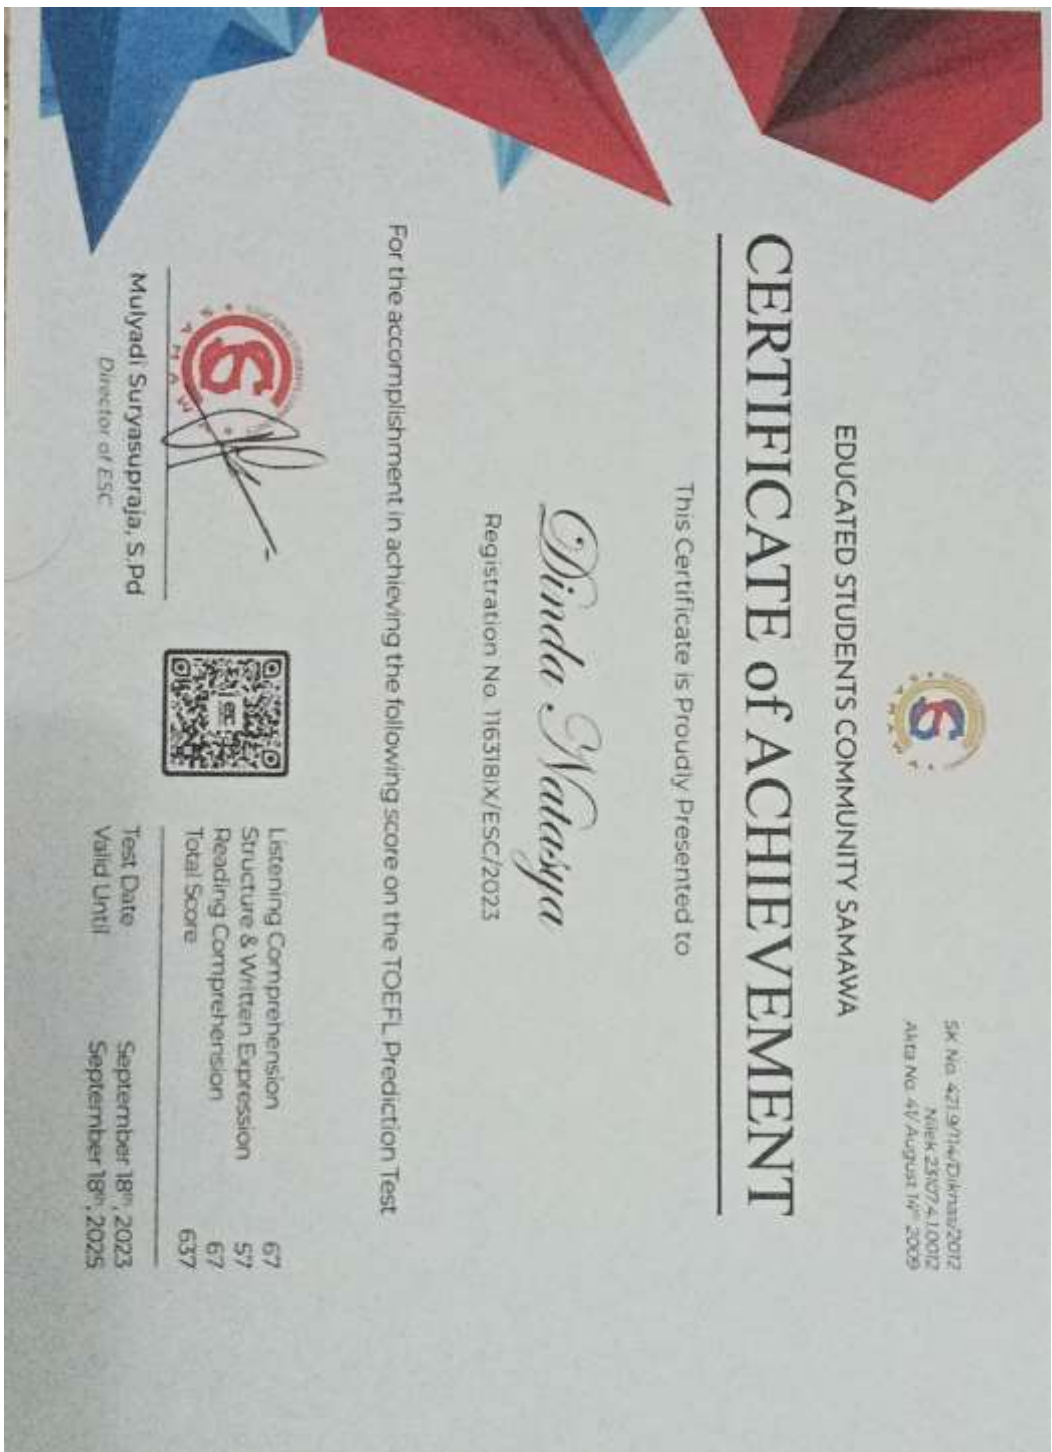 SK No. 421.9/114/Diknas/2012
Nilek 23107.4.1.0012
Akta No. 41/ August 14th 2009
EDUCATED STUDENTS COMMUNITY SAMAWA
CERTIFICATE of ACHIEVEMENT
This Certificate is Proudly Presented to
Dinda Natasya
Registration No. 116318IX/ESC/2023
For the accomplishment in achieving the following score on the TOEFL Prediction Test
SAMAWA
Mulyadi Suryasupraja, S.Pd
Director of ESC
esc
Listening Comprehension 67
Structure & Written Expression 57
Reading Comprehension 67
Total Score 637
Test Date September 18th, 2023
Valid Until September 18th, 2025